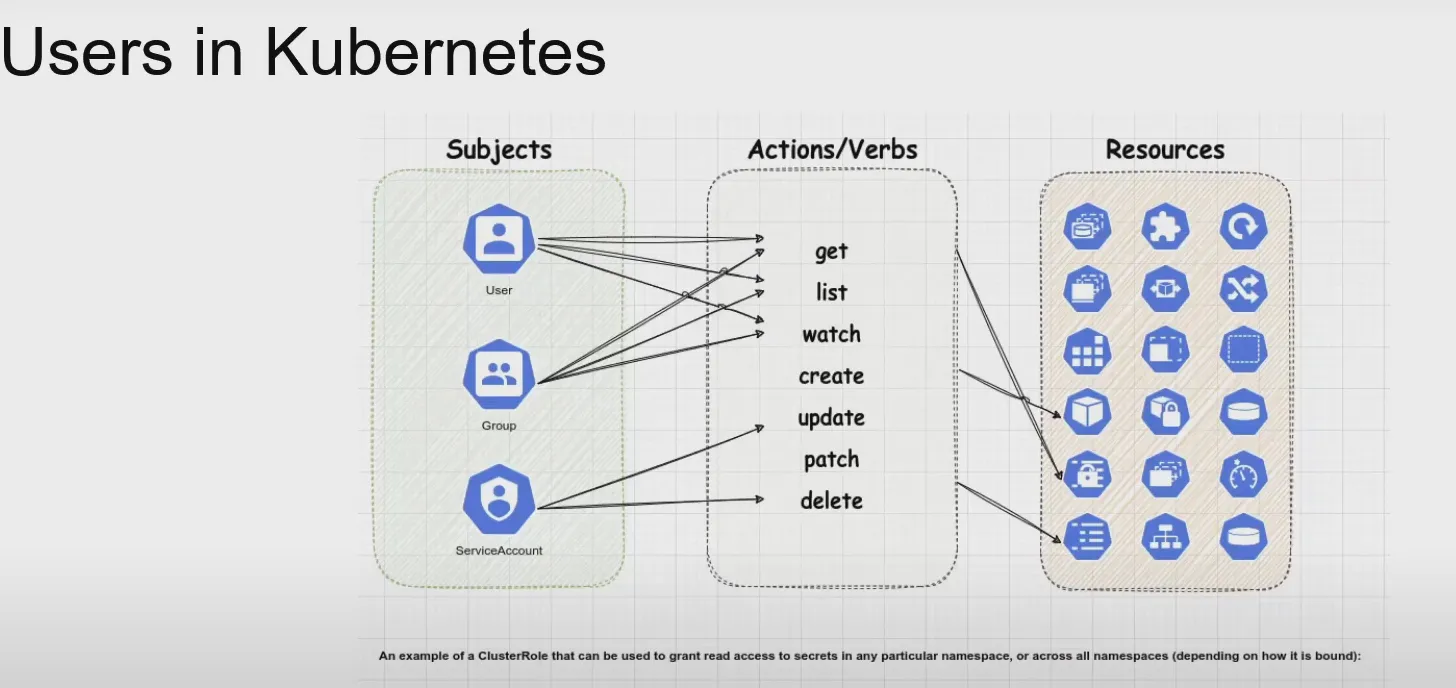 Users in Kubernetes
Subjects
Actions/Verbs
Resources
User
Group
ServiceAccount
get
list
watch
create
update
patch
delete
An example of a ClusterRole that can be used to grant read access to secrets in any particular namespace, or across all namespaces (depending on how it is bound):